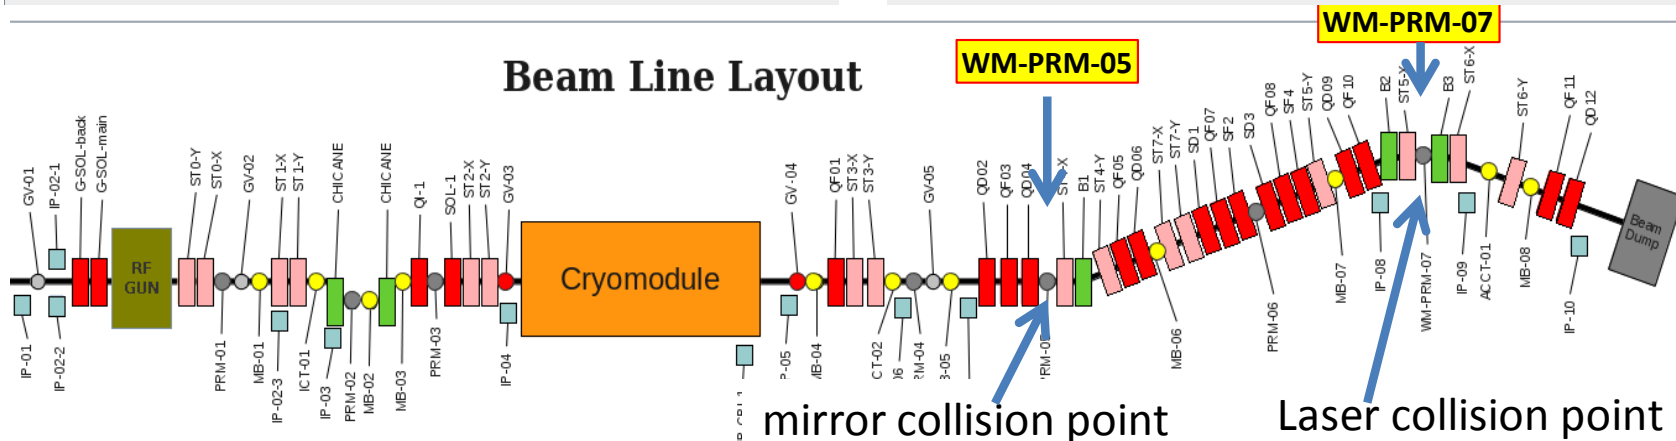 WM-PRM-07
WM-PRM-05
Beam Line Layout
GV-01
IP-02-1
G-SOL-back
G-SOL-main
ST0-Y
ST0-X
GV-02
ST1-X
ST1-Y
CHICANE
CHICANE
QI-1
SOL-1
ST2-X
ST2-Y
GV-03
GV-04
QF01
ST3-X
ST3-Y
GV-05
QD02
QF03
QD04
B1
ST4-Y
QF05
QD06
ST7-X
ST7-Y
SD1
QF07
SF2
SD3
QF08
SF4
ST5-Y
QD09
QF10
B2
ST5-Y
B3
ST6-X
ST6-Y
QF11
QD12
RF
GUN
Cryomodule
Beam
Dump
IP-01
IP-02-2
PRM-01
MB-01
IP-02-3
ICT-01
IP-03
PRM-02
MB-02
MB-03
PRM-03
IP-04
MB-06
PRM-06
MB-07
IP-08
WM-PRM-07
IP-09
ACCT-01
MB-08
IP-10
mirror collision point
Laser collision point